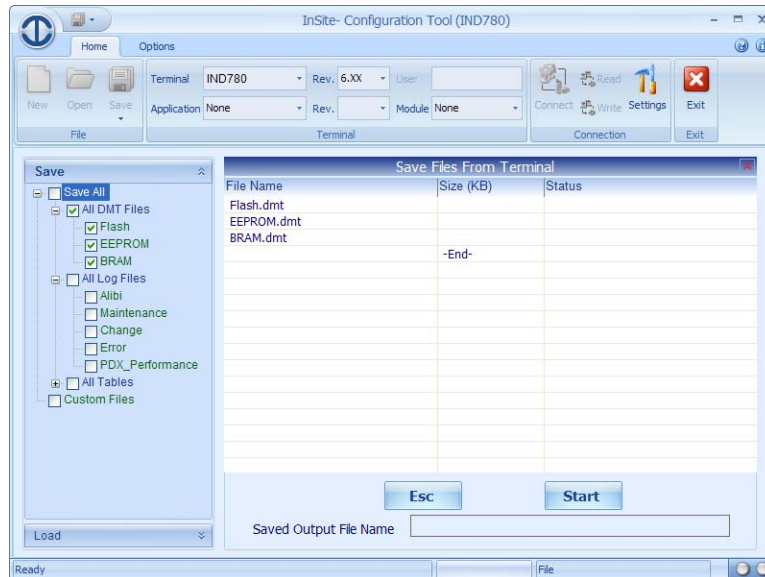 InSite- Configuration Tool (IND780)
Home Options
New Open Save
File
Terminal IND780 Rev. 6.XX User
Application None Rev. Module None
Terminal
Connect Read Write Settings
Connection
Exit
Exit
Save
Save All
All DMT Files
Flash
EEPROM
BRAM
All Log Files
Alibi
Maintenance
Change
Error
PDX_Performance
All Tables
Custom Files
Load
Save Files From Terminal
File Name Size (KB) Status
Flash.dmt
EEPROM.dmt
BRAM.dmt
-End-
Esc Start
Saved Output File Name
Ready File